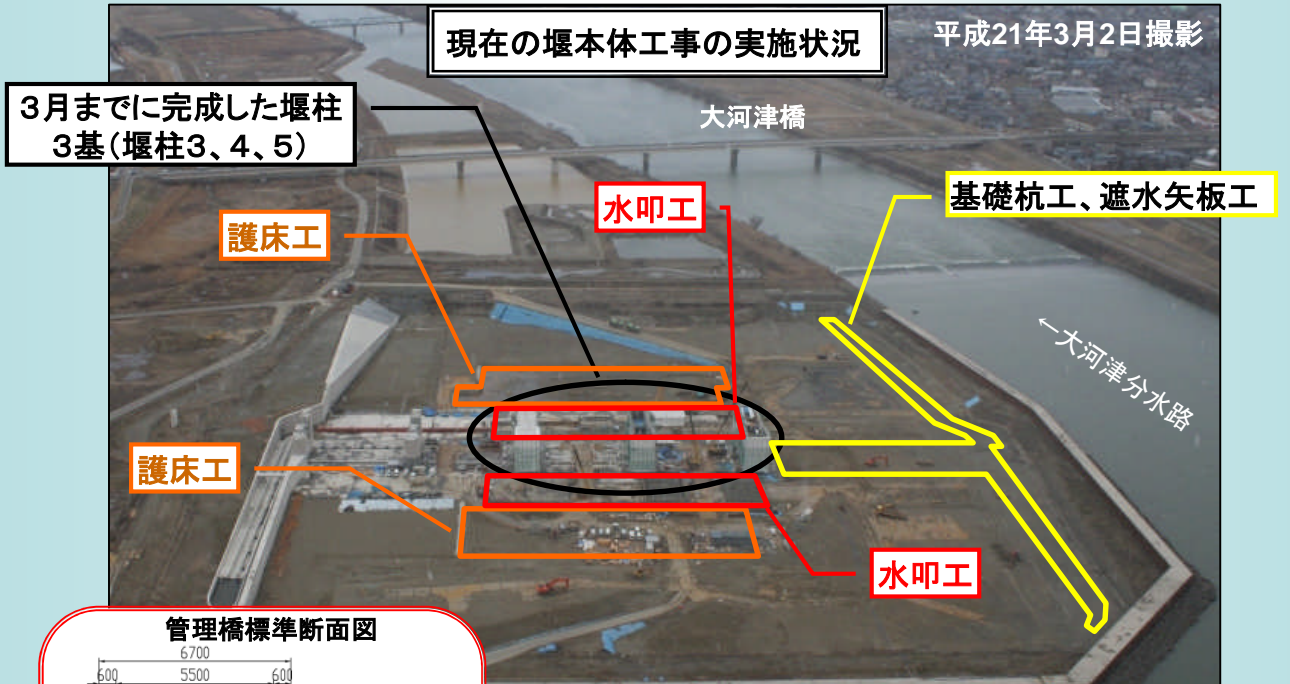 現在の堰本体工事の実施状況
平成21年3月2日撮影
3月までに完成した堰柱
3基(堰柱3、4、5)
大河津橋
基礎杭工、遮水矢板工
水叩工
護床工
←大河津分水路
護床工
水叩工
管理橋標準断面図
6700
600 5500 600